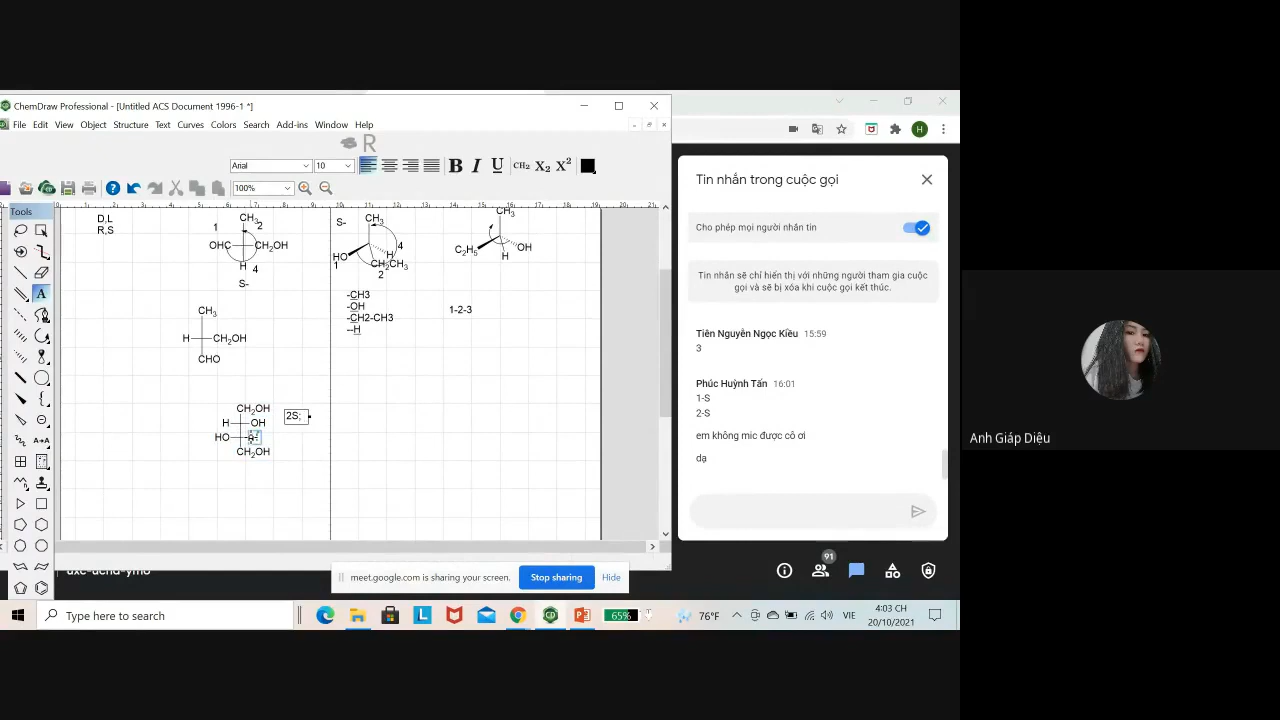 ChemDraw Professional - [Untitled ACS Document 1996-1 *]
File Edit View Object Structure Text Curves Colors Search Add-ins Window Help
R
Arial 10 B I U CH2 X2 X2
100%
Tools
D,L
R,S
1
CH3
2
OHC
CH2OH
H
4
S-
S-
CH3
4
HO
H
1
CH2CH3
2
CH3
C2H5
OH
H
-CH3
-OH
-CH2-CH3
--H
1-2-3
CH3
H
CH2OH
CHO
CH2OH
H
OH
HO
CH2OH
2S;
Tin nhắn trong cuộc gọi
Cho phép mọi người nhắn tin
Tin nhắn sẽ chỉ hiển thị với những người tham gia cuộc
gọi và sẽ bị xóa khi cuộc gọi kết thúc.
Tiên Nguyễn Ngọc Kiều 15:59
3
Phúc Huỳnh Tấn 16:01
1-S
2-S
em không mic được cô ơi
dạ
Anh Giáp Diệu
91
meet.google.com is sharing your screen.
Stop sharing
Hide
Type here to search
65%
76°F
VIE
4:03 CH
20/10/2021